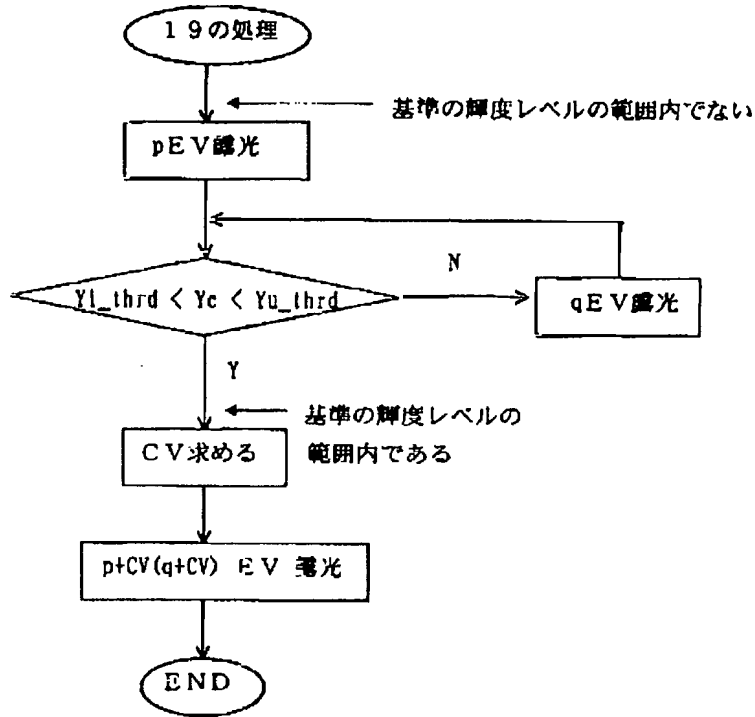 19の処理
基準の輝度レベルの範囲内でない
pEV露光
N
Yl_thrd < Yc < Yu_thrd
qEV露光
Y
基準の輝度レベルの
範囲内である
CV求める
p+CV(q+CV) EV 露光
END